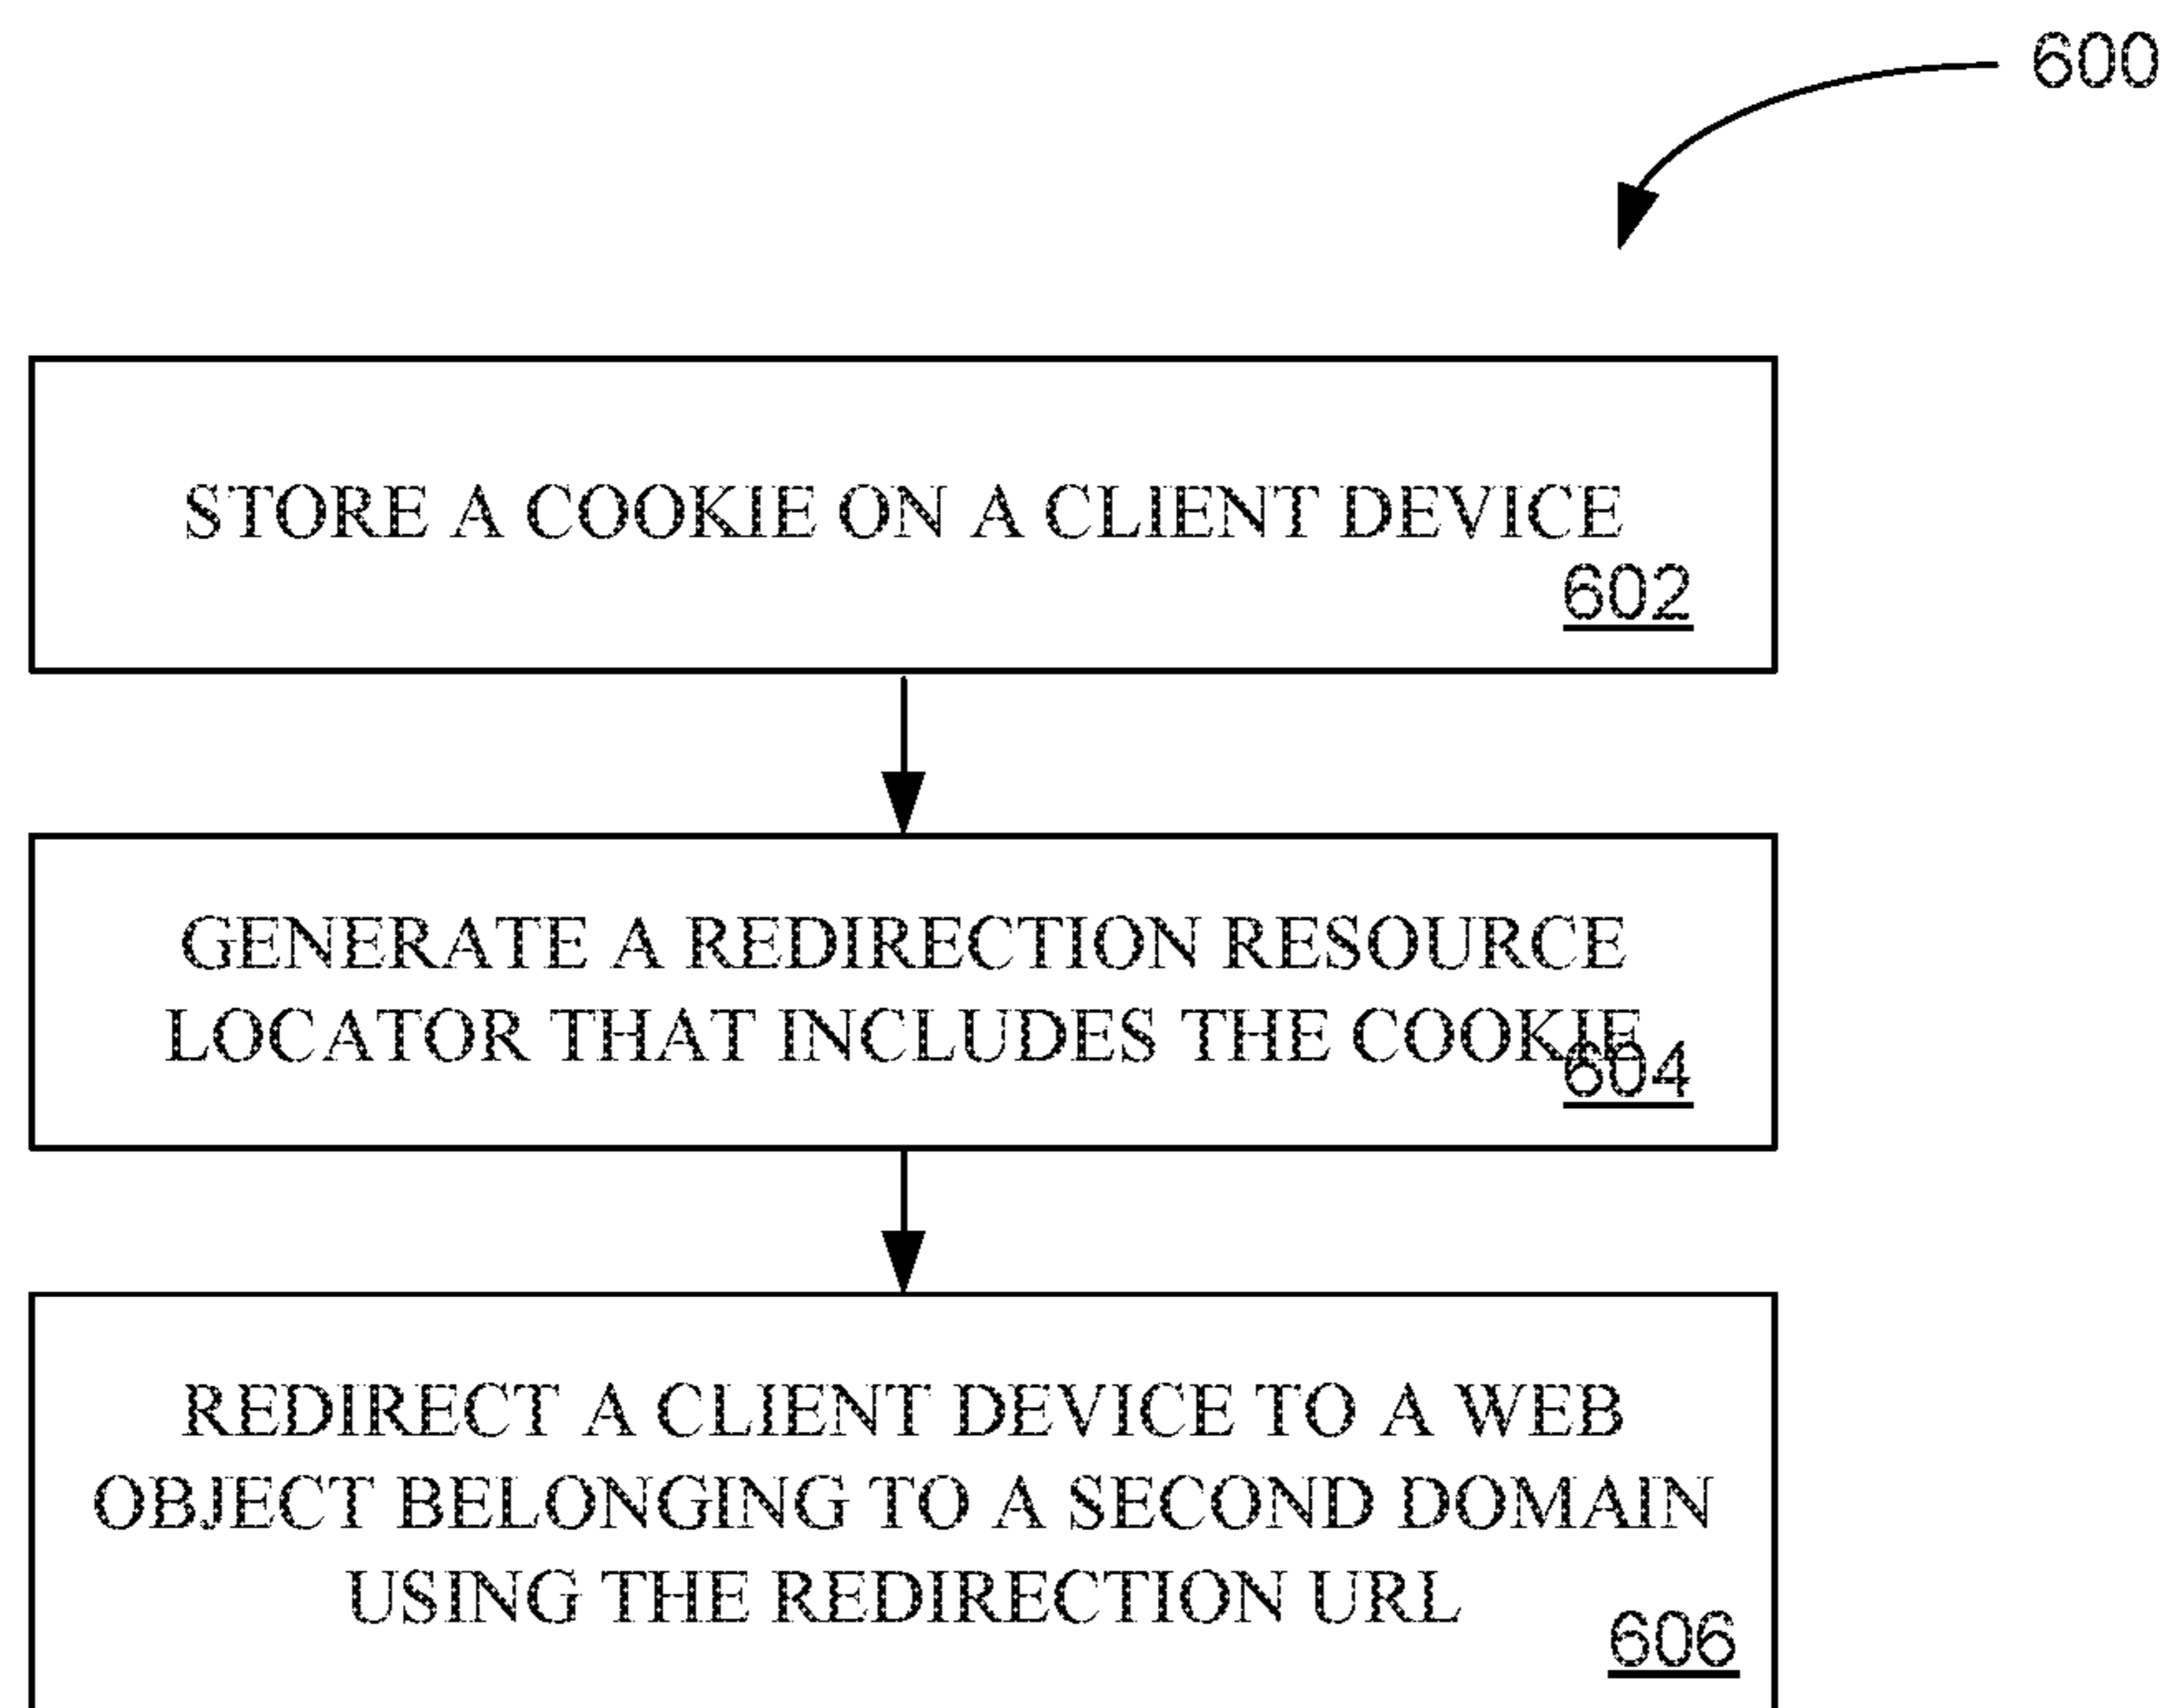 600
STORE A COOKIE ON A CLIENT DEVICE
602
GENERATE A REDIRECTION RESOURCE
LOCATOR THAT INCLUDES THE COOKIE
604
REDIRECT A CLIENT DEVICE TO A WEB
OBJECT BELONGING TO A SECOND DOMAIN
USING THE REDIRECTION URL
606